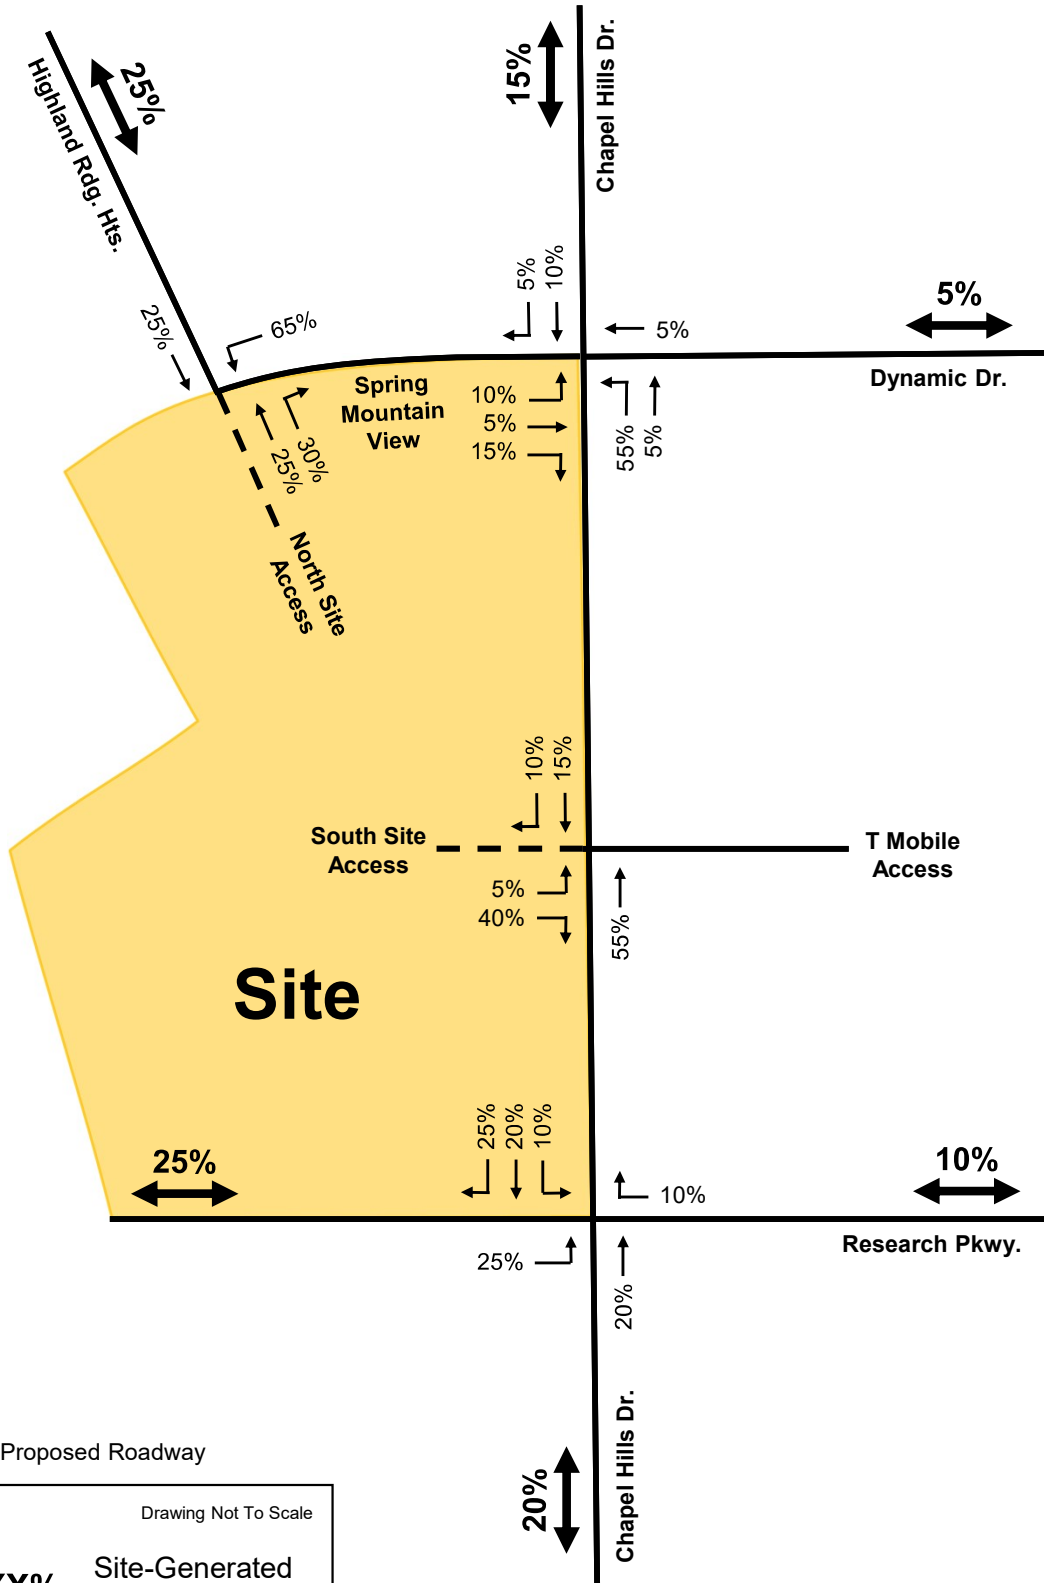 Highland Rdg. Hts.
25%
15%
Chapel Hills Dr.
25%
65%
5%
10%
5%
5%
Dynamic Dr.
Spring
Mountain
View
10%
5%
15%
55%
5%
30%
25%
North Site
Access
10%
15%
South Site
Access
T Mobile
Access
5%
40%
55%
Site
25%
20%
10%
25%
10%
10%
Research Pkwy.
25%
20%
Chapel Hills Dr.
20%
Proposed Roadway
Drawing Not To Scale
Site-Generated